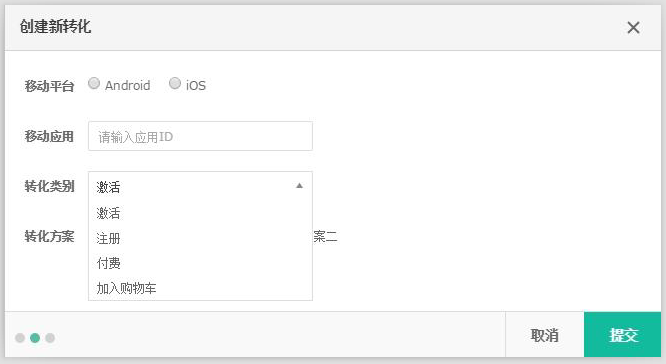 创建新转化
移动平台 Android iOS
移动应用 请输入应用ID
转化类别 激活
激活
注册
转化方案 案二
付费
加入购物车
取消 提交